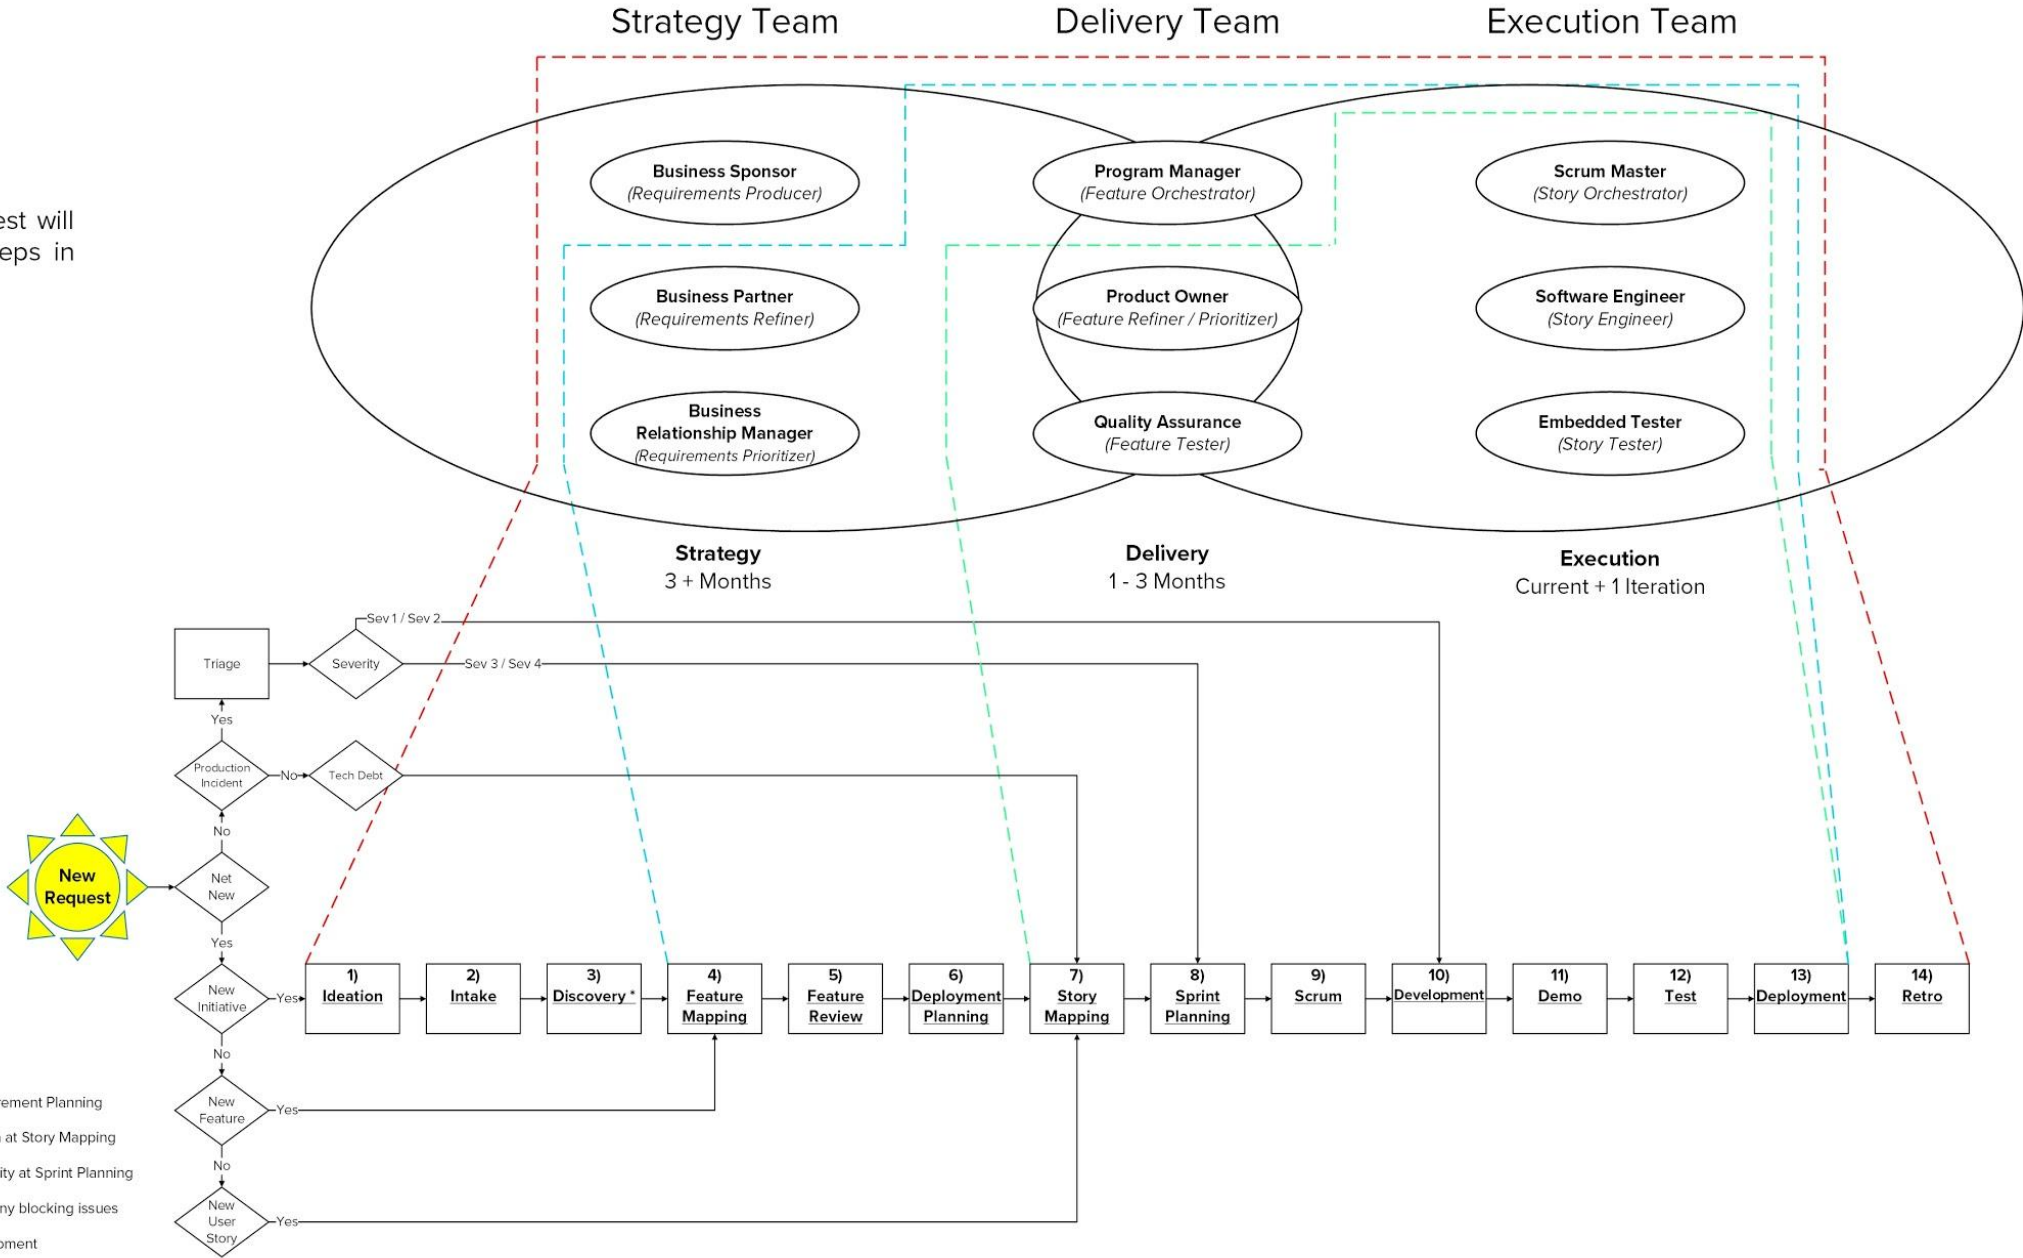 Strategy Team
Delivery Team
Execution Team
est will
eps in
Business Sponsor
(Requirements Producer)
Program Manager
(Feature Orchestrator)
Scrum Master
(Story Orchestrator)
Business Partner
(Requirements Refiner)
Product Owner
(Feature Refiner / Prioritizer)
Software Engineer
(Story Engineer)
Business
Relationship Manager
(Requirements Prioritizer)
Quality Assurance
(Feature Tester)
Embedded Tester
(Story Tester)
Strategy
3 + Months
Delivery
1 - 3 Months
Execution
Current + 1 Iteration
Sev 1 / Sev 2
Triage
Severity
Sev 3 / Sev 4
Yes
Production
Incident
No
Tech Debt
No
New
Request
Net
New
Yes
New
Initiative
Yes
1)
Ideation
2)
Intake
3)
Discovery *
4)
Feature
Mapping
5)
Feature
Review
6)
Deployment
Planning
7)
Story
Mapping
8)
Sprint
Planning
9)
Scrum
10)
Development
11)
Demo
12)
Test
13)
Deployment
14)
Retro
No
New
Feature
Yes
No
New
User
Story
Yes
ement Planning
at Story Mapping
ity at Sprint Planning
ny blocking issues
pment